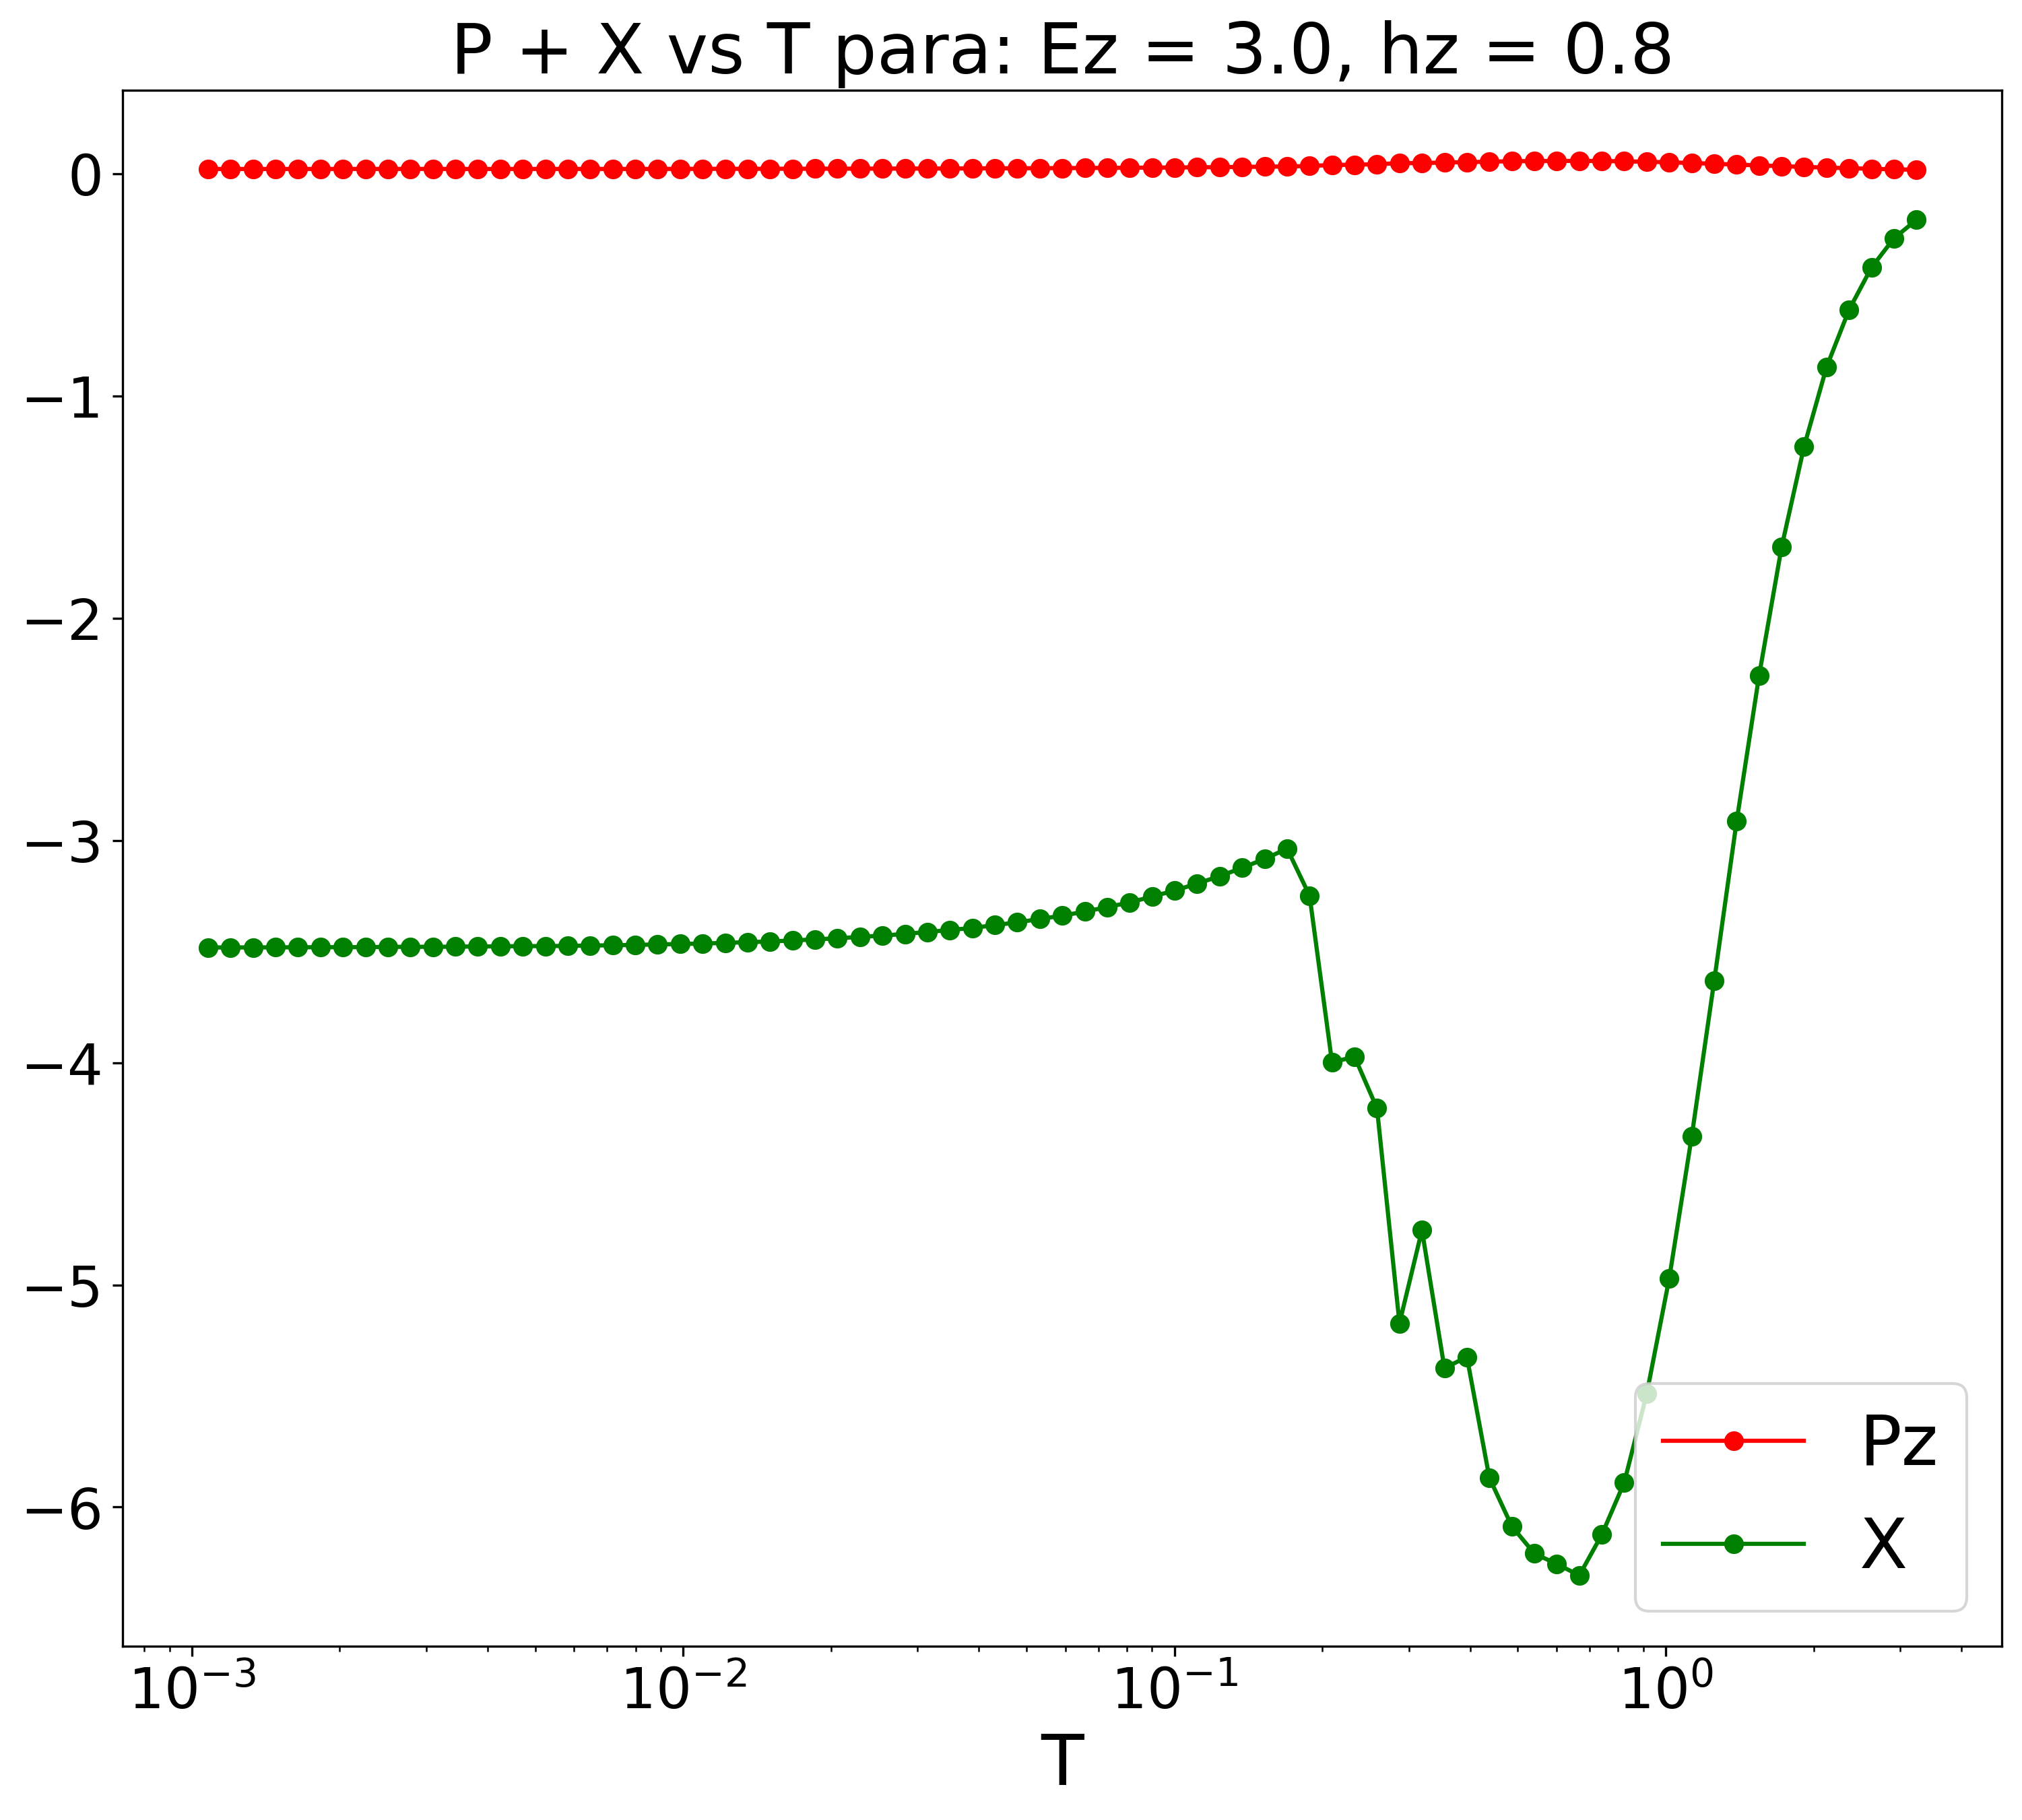 P + X vs T para: Ez = 3.0, hz = 0.8
0
−1
−2
−3
−4
−5
−6
10⁻³ 10⁻² 10⁻¹ 10⁰
T
Pz
X